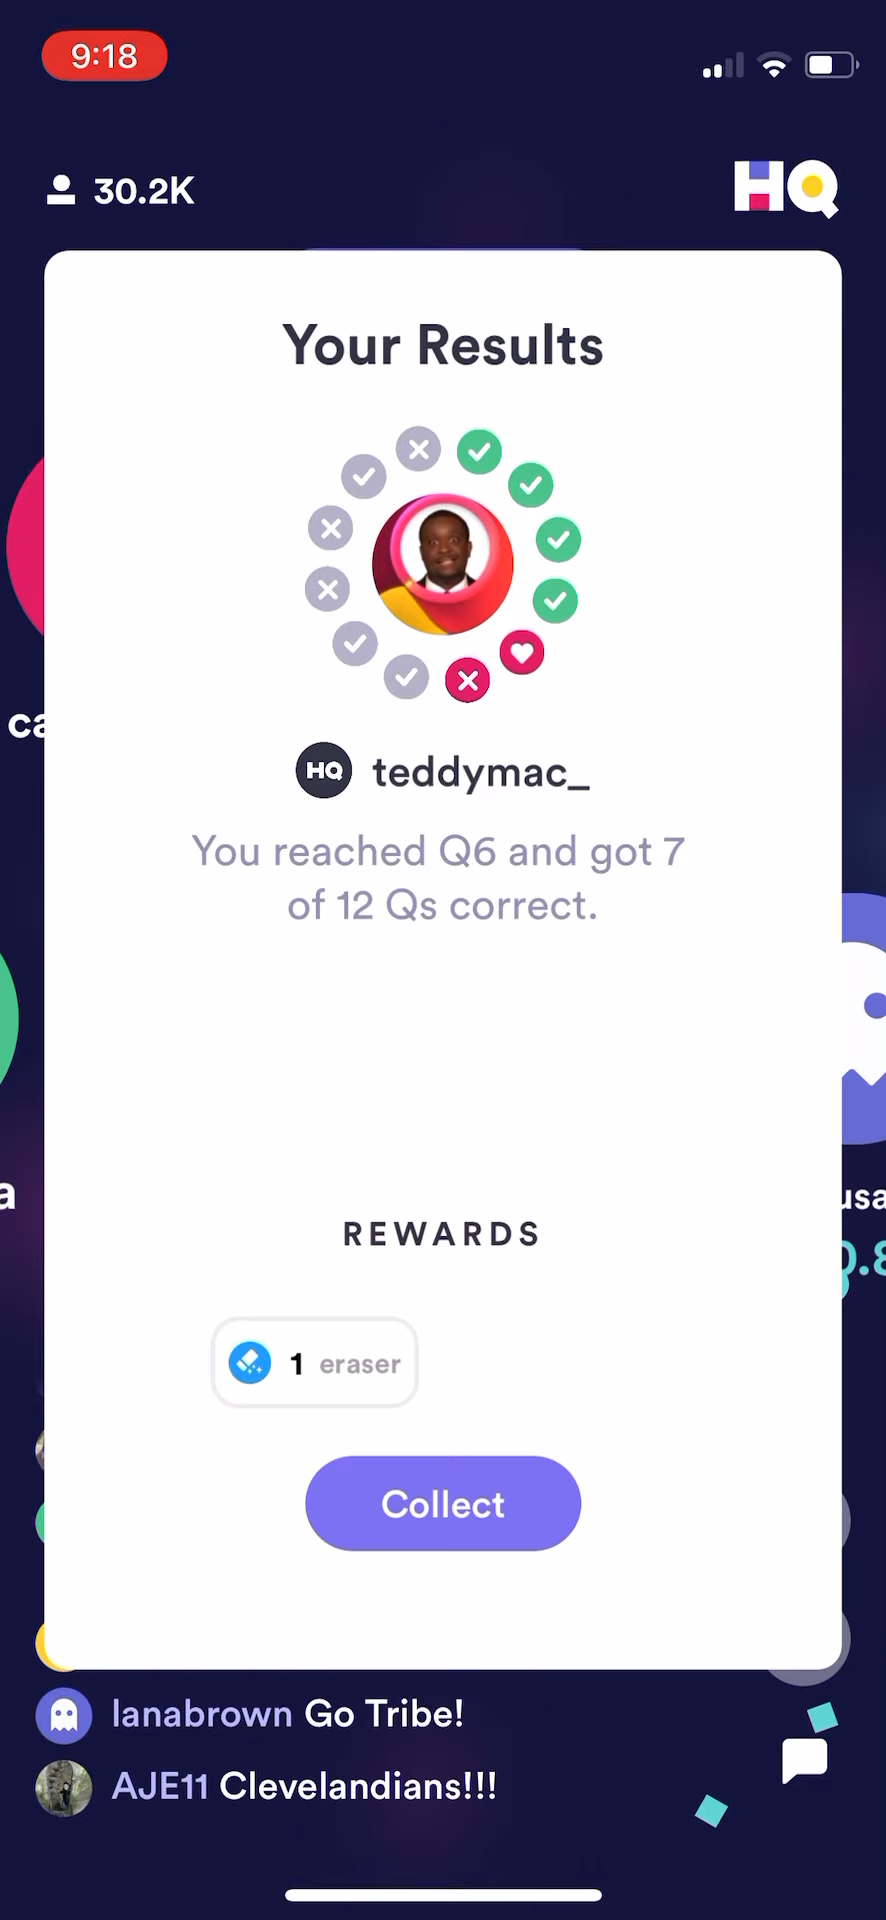 9:18
30.2K
HQ
Your Results
HQ teddymac_
You reached Q6 and got 7
of 12 Qs correct.
REWARDS
1 eraser
Collect
lanabrown Go Tribe!
AJE11 Clevelandians!!!